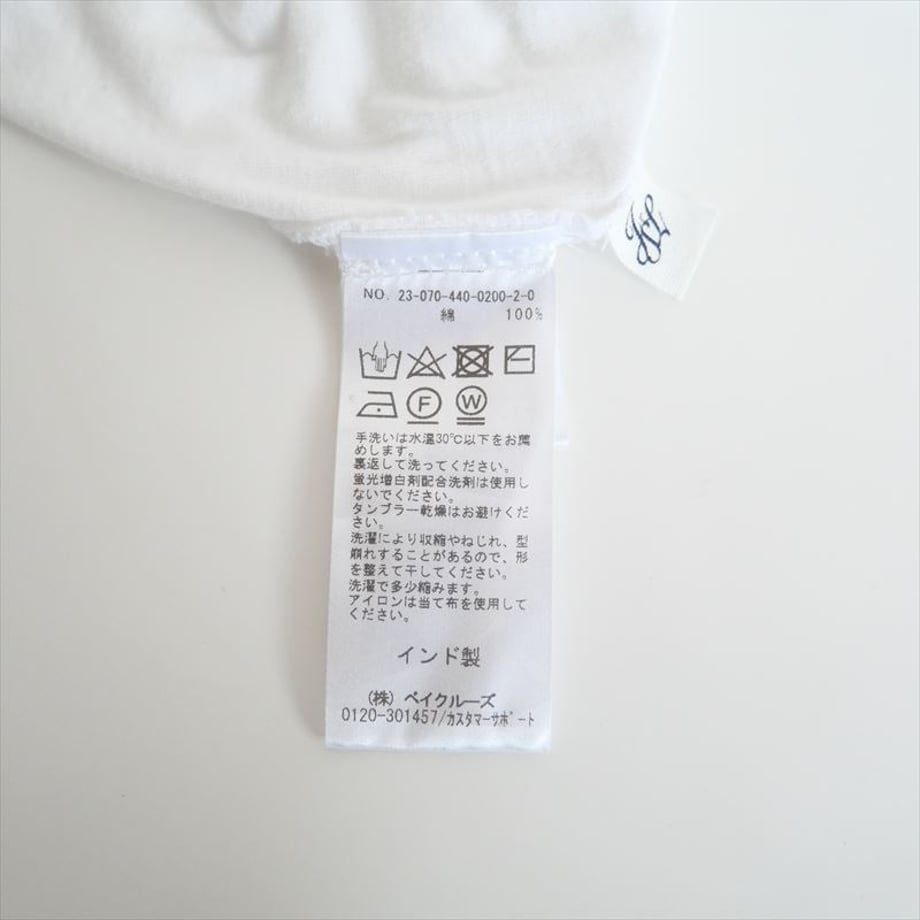 NO. 23-070-440-0200-2-0
綿 100%
F W
手洗いは水温30℃以下をお薦
めします。
裏返して洗ってください。
蛍光増白剤配合洗剤は使用し
ないでください。
タンブラー乾燥はお避けくだ
さい。
洗濯により収縮やねじれ、型
崩れすることがあるので、形
を整えて干してください。
洗濯で多少縮みます。
アイロンは当て布を使用して
ください。
インド製
(株) ベイクルーズ
0120-301457/カスタマーサポート